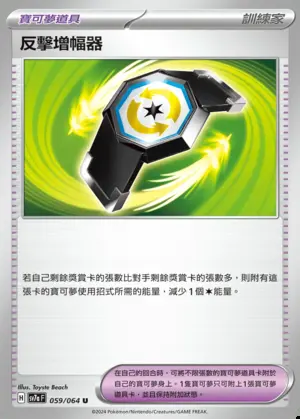 寶可夢道具
訓練家
反擊增幅器
若自己剩餘獎賞卡的張數比對手剩餘獎賞卡的張數多,則附有這
張卡的寶可夢使用招式所需的能量,減少1個能量。
Illus. Toyste Beach
H sv7a F 059/064 U
在自己的回合時,可將不限張數的寶可夢道具卡附於自己
的寶可夢身上。1隻寶可夢只可附上1張寶可夢
道具卡,並且保持附加狀態。
©2024 Pokémon/Nintendo/Creatures/GAME FREAK.